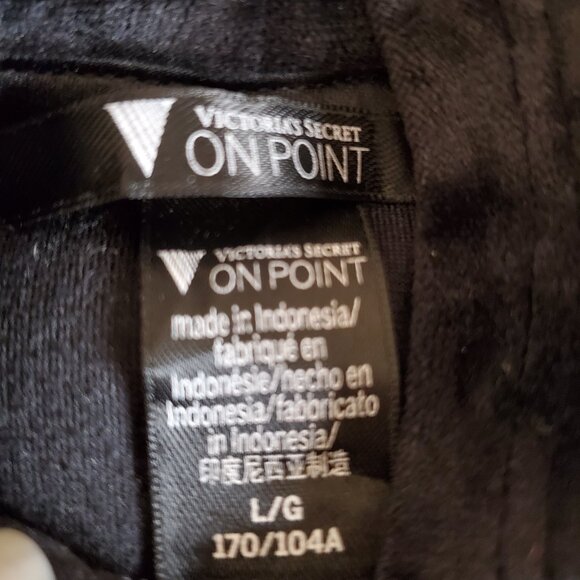 VICTORIA'S SECRET
ON POINT
VICTORIA'S SECRET
ON POINT
made in Indonesia/
fabriqué en
Indonésie/hecho en
Indonesia/fabbricato
in Indonesia/
印度尼西亚制造
L/G
170/104A